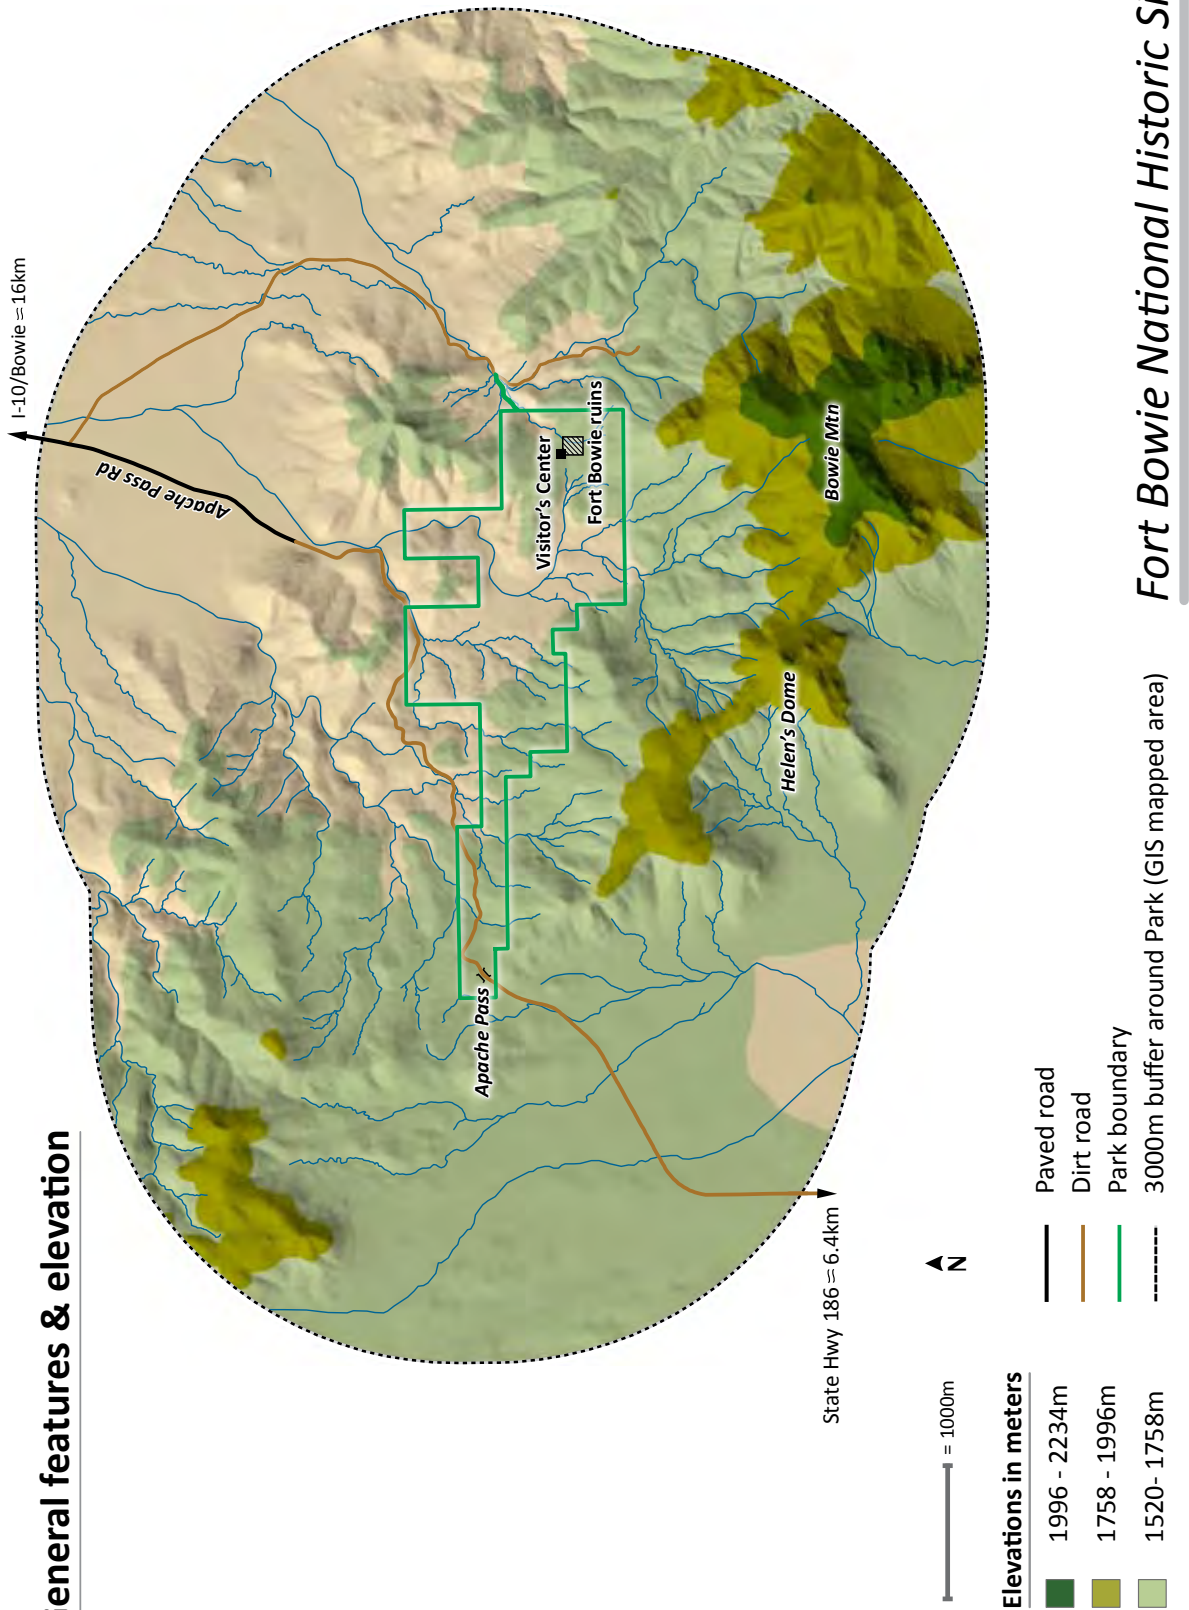 eneral features & elevation
I-10/Bowie ≈ 16km
Apache Pass Rd
Visitor's Center
Fort Bowie ruins
Apache Pass
Bowie Mtn
Helen's Dome
State Hwy 186 ≈ 6.4km
N
= 1000m
Elevations in meters
1996 - 2234m
1758 - 1996m
1520- 1758m
Paved road
Dirt road
Park boundary
3000m buffer around Park (GIS mapped area)
Fort Bowie National Historic Si